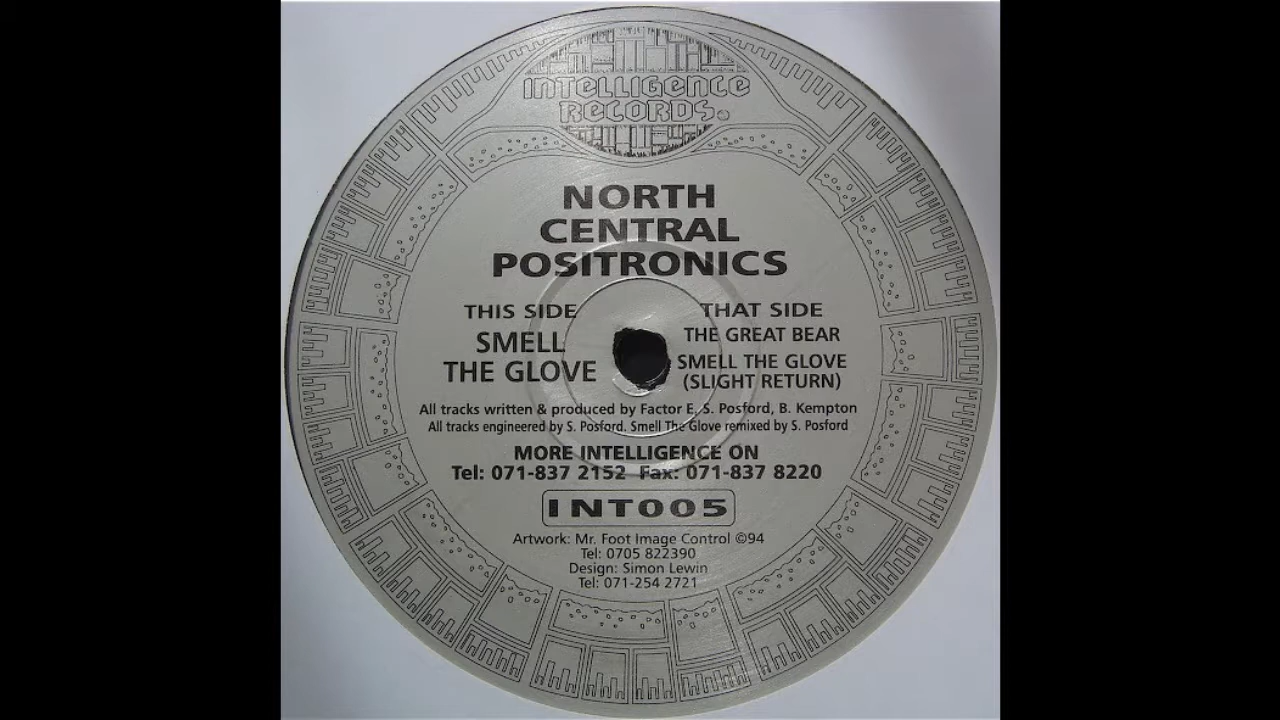 INTELLIGENCE
RECORDS.
NORTH
CENTRAL
POSITRONICS
THIS SIDE
SMELL
THE GLOVE
THAT SIDE
THE GREAT BEAR
SMELL THE GLOVE
(SLIGHT RETURN)
All tracks written & produced by Factor E, S. Posford, B. Kempton
All tracks engineered by S. Posford. Smell The Glove remixed by S. Posford
MORE INTELLIGENCE ON
Tel: 071-837 2152 Fax: 071-837 8220
INT005
Artwork: Mr. Foot Image Control ©94
Tel: 0705 822390
Design: Simon Lewin
Tel: 071-254 2721